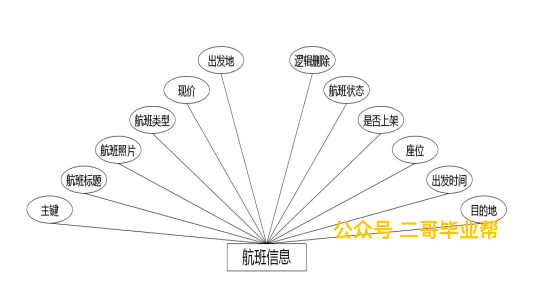 出发地
逻辑删除
现价
航班状态
航班类型
是否上架
航班照片
座位
航班标题
出发时间
主键
目的地
公众号 二哥毕业帮
航班信息